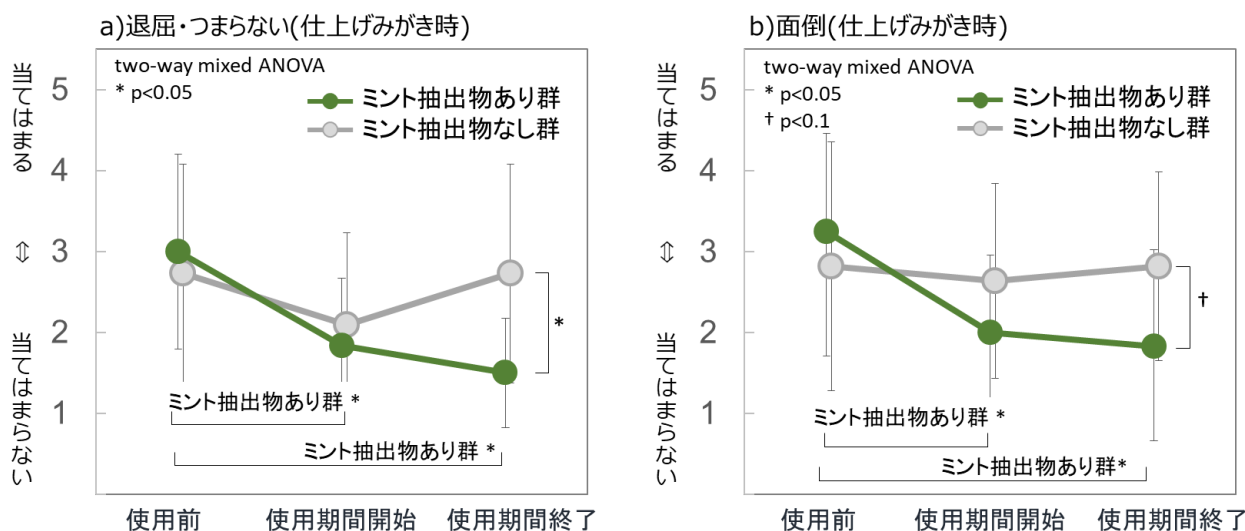 a)退屈・つまらない(仕上げみがき時)
two-way mixed ANOVA
* p<0.05
ミント抽出物あり群
ミント抽出物なし群
当てはまる
⇕
当てはまらない
5
4
3
2
1
*
ミント抽出物あり群 *
ミント抽出物あり群 *
使用前
使用期間開始
使用期間終了
b)面倒(仕上げみがき時)
two-way mixed ANOVA
* p<0.05
† p<0.1
ミント抽出物あり群
ミント抽出物なし群
当てはまる
⇕
当てはまらない
5
4
3
2
1
†
ミント抽出物あり群 *
ミント抽出物あり群*
使用前
使用期間開始
使用期間終了